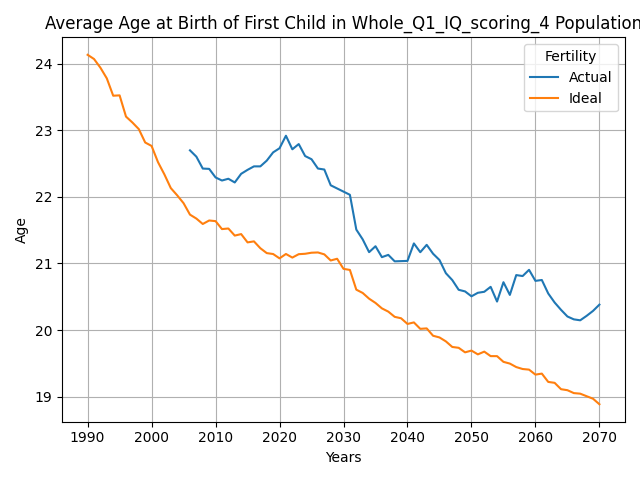 Average Age at Birth of First Child in Whole_Q1_IQ_scoring_4 Population
Fertility
Actual
Ideal
Age
24
23
22
21
20
19
1990 2000 2010 2020 2030 2040 2050 2060 2070
Years